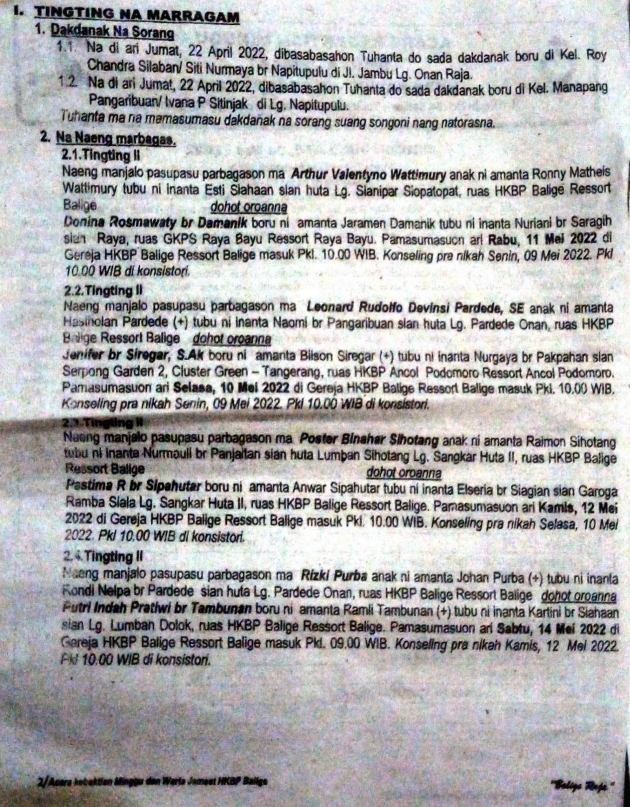 I. TINGTING NA MARRAGAM
1. Dakdanak Na Sorang
1.1. Na di ari Jumat, 22 April 2022, dibasabasahon Tuhanta do sada dakdanak boru di Kel. Roy
Chandra Silaban/ Siti Nurmaya br Napitupulu di Jl. Jambu Lg. Onan Raja.
1.2. Na di ari Jumat, 22 April 2022, dibasabasahon Tuhanta do sada dakdanak boru di Kel. Manapang
Pangaribuan/ Ivana P Sitinjak di Lg. Napitupulu.
Tuhanta ma na mamasumasu dakdanak na sorang suang songoni nang natorasna.
2. Na Naeng marbagas.
2.1.Tingting II
Naeng manjalo pasupasu parbagason ma Arthur Valentyno Wattimury anak ni amanta Ronny Matheis
Wattimury tubu ni inanta Esti Siahaan sian huta Lg. Sianipar Siopatopat, ruas HKBP Balige Ressort
Balige dohot oroanna
Donina Rosmawaty br Damanik boru ni amanta Jaramen Damanik tubu ni inanta Nuriani br Saragih
sian Raya, ruas GKPS Raya Bayu Ressort Raya Bayu. Pamasumasuon ari Rabu, 11 Mei 2022 di
Gereja HKBP Balige Ressort Balige masuk Pkl. 10.00 WIB. Konseling pra nikah Senin, 09 Mei 2022. Pkl
10.00 WIB di konsistori.
2.2.Tingting II
Naeng manjalo pasupasu parbagason ma Leonard Rudolfo Devinsi Pardede, SE anak ni amanta
Hasiholan Pardede (+) tubu ni inanta Naomi br Pangaribuan sian huta Lg. Pardede Onan, ruas HKBP
Balige Ressort Balige dohot oroanna
Jenifer br Siregar, S.Ak boru ni amanta Bilson Siregar (+) tubu ni inanta Nurgaya br Pakpahan sian
Serpong Garden 2, Cluster Green – Tangerang, ruas HKBP Ancol Podomoro Ressort Ancol Podomoro.
Pamasumasuon ari Selasa, 10 Mei 2022 di Gereja HKBP Balige Ressort Balige masuk Pkl. 10.00 WIB.
Konseling pra nikah Senin, 09 Mei 2022. Pkl 10.00 WIB di konsistori.
2.3.Tingting II
Naeng manjalo pasupasu parbagason ma Poster Binahar Sihotang anak ni amanta Raimon Sihotang
tubu ni inanta Nurmauli br Panjaitan sian huta Lumban Sihotang Lg. Sangkar Huta II, ruas HKBP Balige
Ressort Balige dohot oroanna
Pastima R br Sipahutar boru ni amanta Anwar Sipahutar tubu ni inanta Elseria br Siagian sian Garoga
Ramba Siala Lg. Sangkar Huta II, ruas HKBP Balige Ressort Balige. Pamasumasuon ari Kamis, 12 Mei
2022 di Gereja HKBP Balige Ressort Balige masuk Pkl. 10.00 WIB. Konseling pra nikah Selasa, 10 Mei
2022. Pkl 10.00 WIB di konsistori.
2.4.Tingting II
Naeng manjalo pasupasu parbagason ma Rizki Purba anak ni amanta Johan Purba (+) tubu ni inanta
Rondi Nelpa br Pardede sian huta Lg. Pardede Onan, ruas HKBP Balige Ressort Balige dohot oroanna
Putri Indah Pratiwi br Tambunan boru ni amanta Ramli Tambunan (+) tubu ni inanta Kartini br Siahaan
sian Lg. Lumban Dolok, ruas HKBP Balige Ressort Balige. Pamasumasuon ari Sabtu, 14 Mei 2022 di
Gereja HKBP Balige Ressort Balige masuk Pkl. 09.00 WIB. Konseling pra nikah Kamis, 12 Mei 2022.
Pkl 10.00 WIB di konsistori.
2/Acara kebaktian Minggu dan Warta Jemaat HKBP Balige
"Balige Raja"